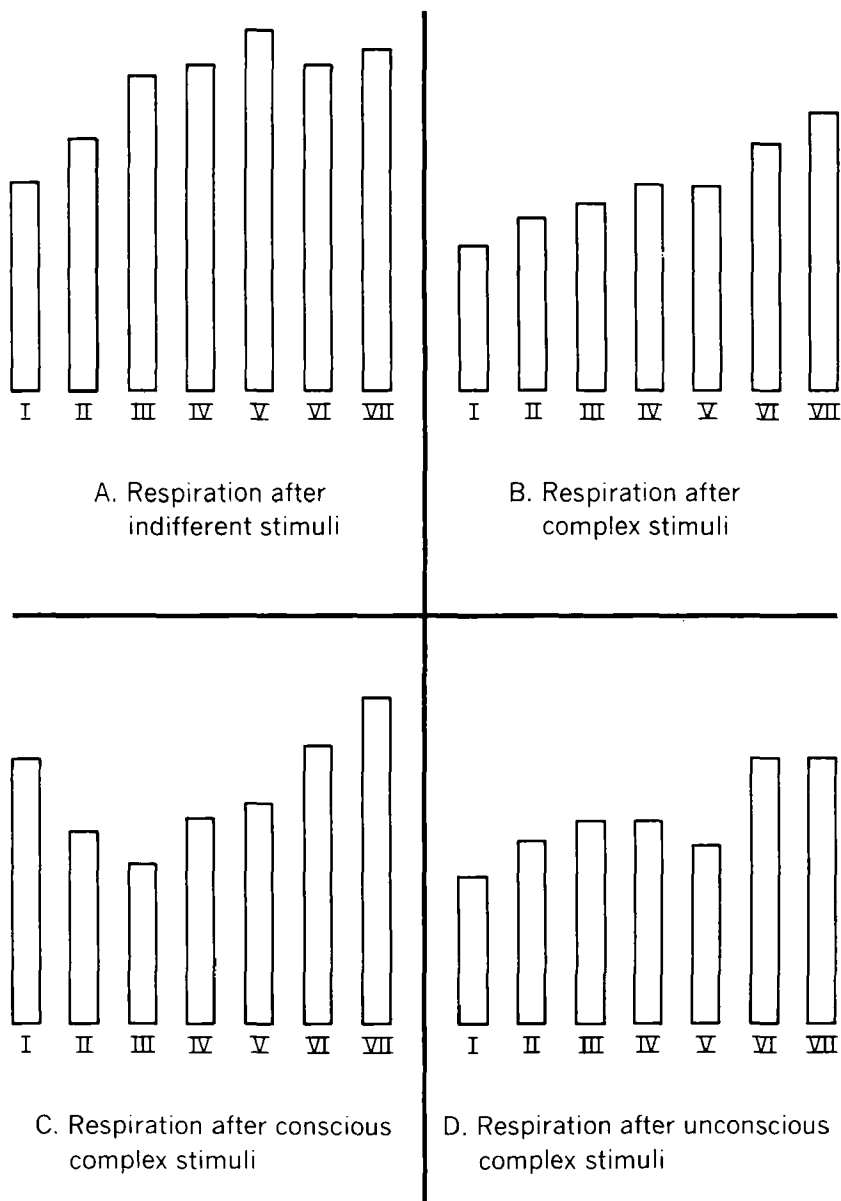 I II III IV V VI VII
A. Respiration after
indifferent stimuli
I II III IV V VI VII
B. Respiration after
complex stimuli
I II III IV V VI VII
C. Respiration after conscious
complex stimuli
I II III IV V VI VII
D. Respiration after unconscious
complex stimuli